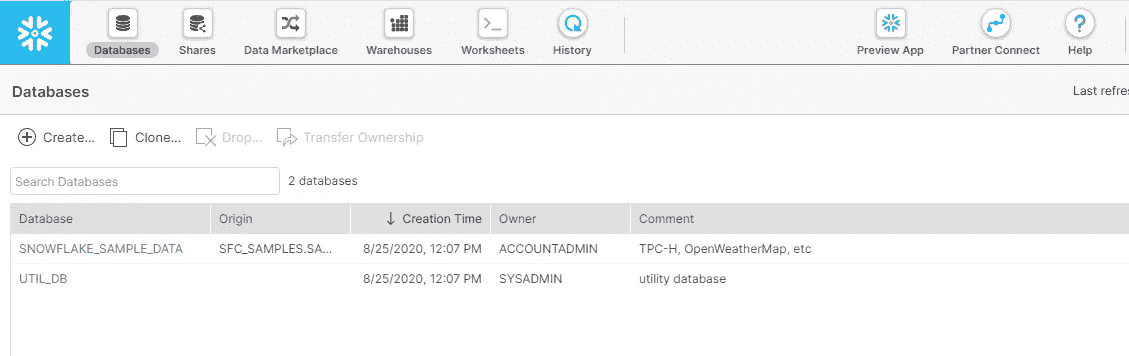 Databases Shares Data Marketplace Warehouses Worksheets History Preview App Partner Connect Help
Databases Last refre
Create... Clone... Drop... Transfer Ownership
Search Databases 2 databases
Database Origin Creation Time Owner Comment
SNOWFLAKE_SAMPLE_DATA SFC_SAMPLES.SA... 8/25/2020, 12:07 PM ACCOUNTADMIN TPC-H, OpenWeatherMap, etc
UTIL_DB 8/25/2020, 12:07 PM SYSADMIN utility database